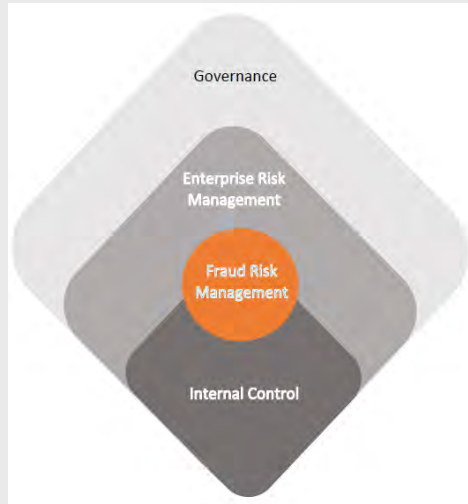 Governance
Enterprise Risk
Management
Fraud Risk
Management
Internal Control